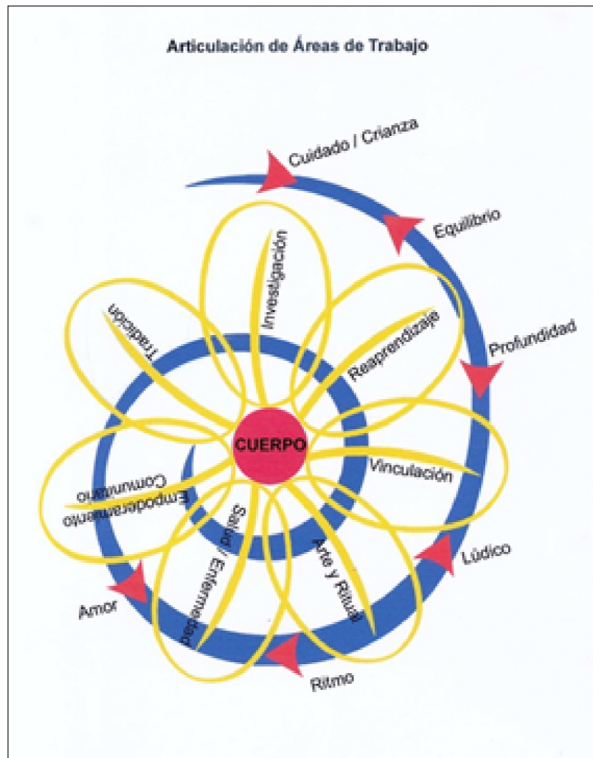 Articulación de Áreas de Trabajo
Cuidado / Crianza
Equilibrio
Profundidad
Lúdico
Ritmo
Amor
Investigación
Reaprendizaje
Vinculación
Arte y Ritual
Salud / Enfermedad
Empoderamiento
Comunitario
Tradición
CUERPO